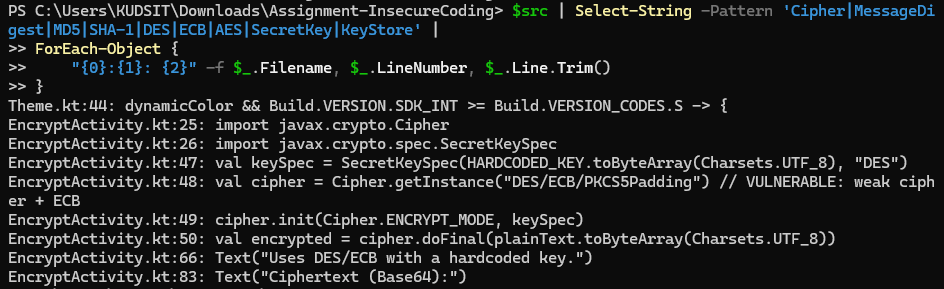 PS C:\Users\KUDSIT\Downloads\Assignment-InsecureCoding> $src | Select-String -Pattern 'Cipher|MessageDi
gest|MD5|SHA-1|DES|ECB|AES|SecretKey|KeyStore' |
>> ForEach-Object {
>>     "{0}:{1}: {2}" -f $_.Filename, $_.LineNumber, $_.Line.Trim()
>> }
Theme.kt:44: dynamicColor && Build.VERSION.SDK_INT >= Build.VERSION_CODES.S -> {
EncryptActivity.kt:25: import javax.crypto.Cipher
EncryptActivity.kt:26: import javax.crypto.spec.SecretKeySpec
EncryptActivity.kt:47: val keySpec = SecretKeySpec(HARDCODED_KEY.toByteArray(Charsets.UTF_8), "DES")
EncryptActivity.kt:48: val cipher = Cipher.getInstance("DES/ECB/PKCS5Padding") // VULNERABLE: weak ciph
er + ECB
EncryptActivity.kt:49: cipher.init(Cipher.ENCRYPT_MODE, keySpec)
EncryptActivity.kt:50: val encrypted = cipher.doFinal(plainText.toByteArray(Charsets.UTF_8))
EncryptActivity.kt:66: Text("Uses DES/ECB with a hardcoded key.")
EncryptActivity.kt:83: Text("Ciphertext (Base64):")